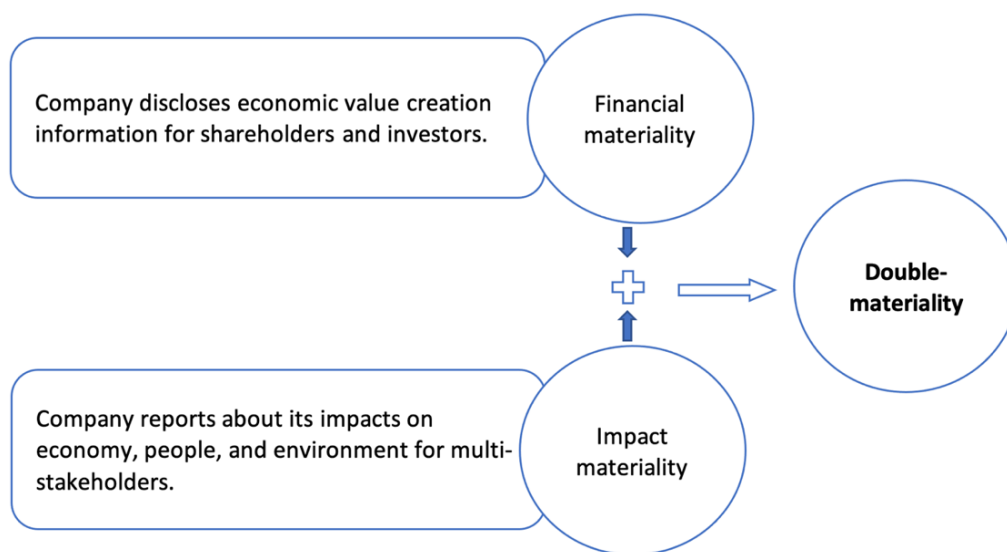 Company discloses economic value creation
information for shareholders and investors.
Financial
materiality
Double-
materiality
Company reports about its impacts on
economy, people, and environment for multi-
stakeholders.
Impact
materiality